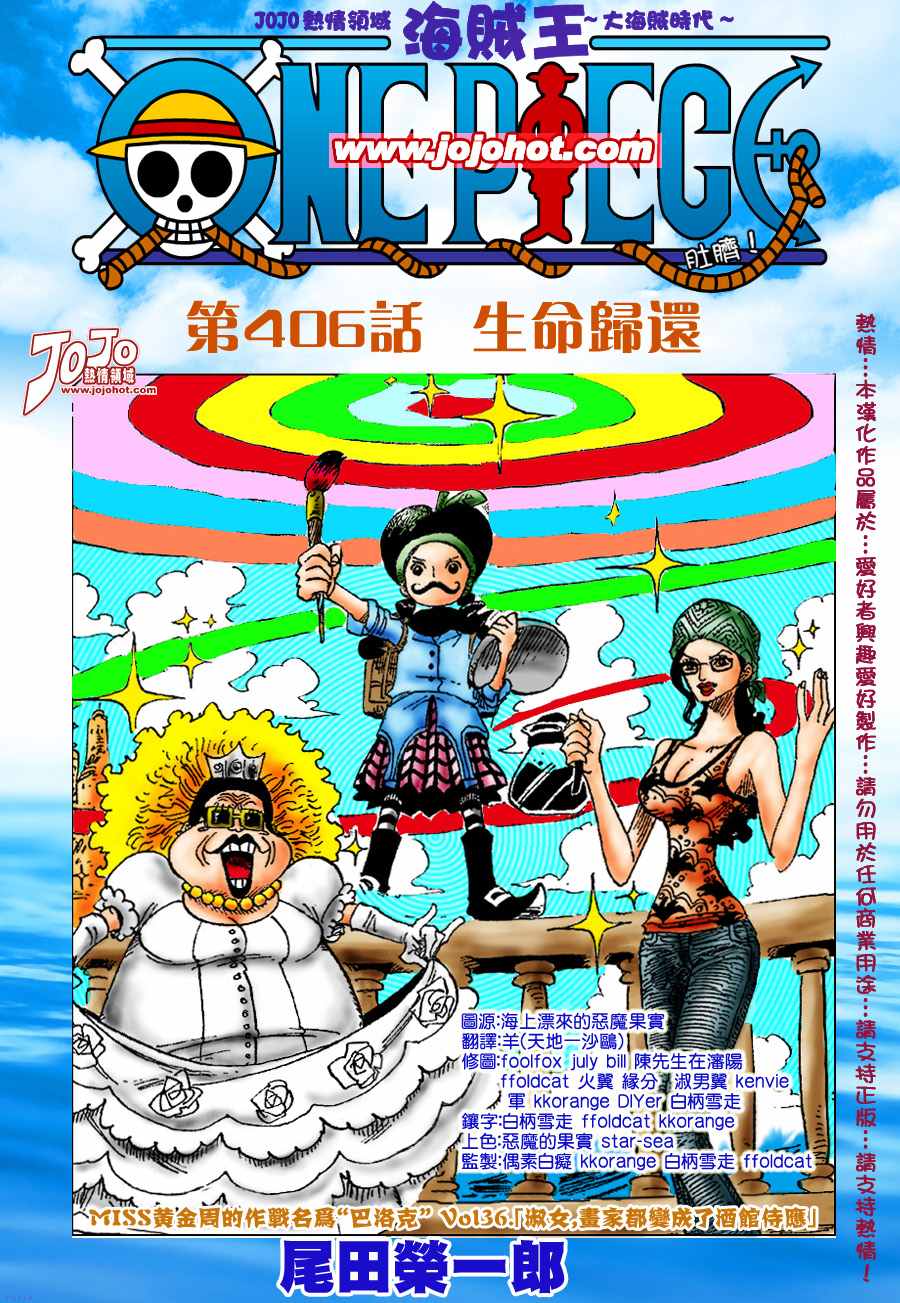 JOJO熱情領域 海賊王 ~大海賊時代~
ONE PIECE
www.jojohot.com
肚臍!
第406話 生命歸還
JOJO
熱情領域
www.jojohot.com
熱情…本漢化作品屬於…愛好者興趣愛好製作…請勿用於任何商業用途…請支持正版…請支持熱情!
圖源:海上漂來的惡魔果實
翻譯:羊(天地一沙鷗)
修圖:foolfox july bill 陳先生在瀋陽
ffoldcat 火翼 緣分 淑男翼 kenvie
軍 kkorange DIYer 白柄雪走
鑲字:白柄雪走 ffoldcat kkorange
上色:惡魔的果實 star-sea
監製:偶素白癡 kkorange 白柄雪走 ffoldcat
MISS黃金周的作戰名爲“巴洛克” Vol36.「淑女,畫家都變成了酒館侍應」
尾田榮一郎